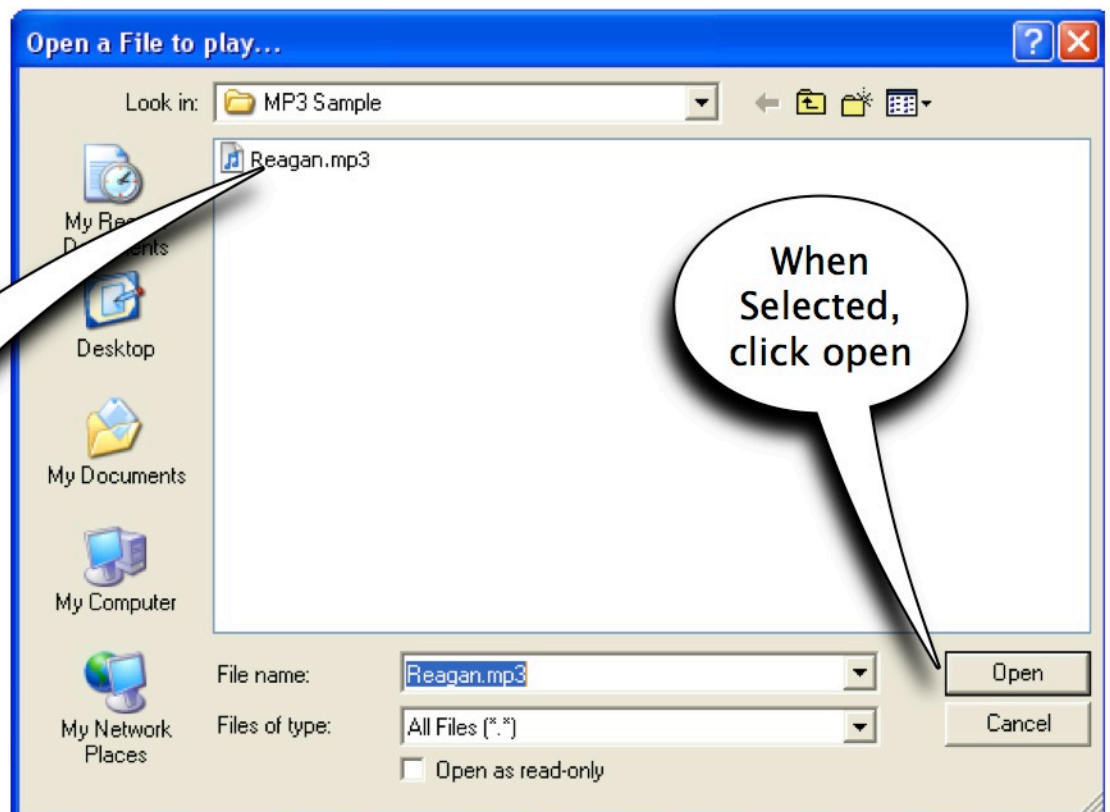 Open a File to play...
Look in: MP3 Sample
Reagan.mp3
My
Desktop
My Documents
My Computer
My Network
Places
When
Selected,
click open
File name: Reagan.mp3 Open
Files of type: All Files (*.*) Cancel
Open as read-only